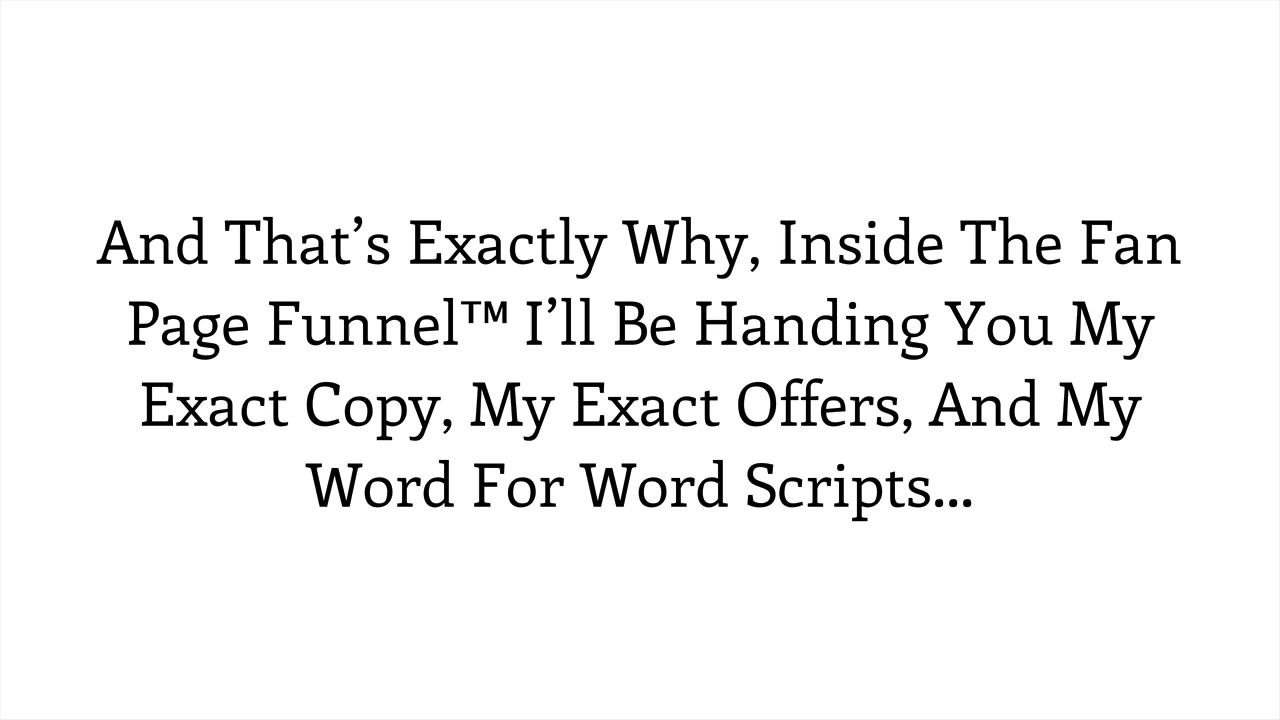 And That’s Exactly Why, Inside The Fan
Page Funnel™ I’ll Be Handing You My
Exact Copy, My Exact Offers, And My
Word For Word Scripts...